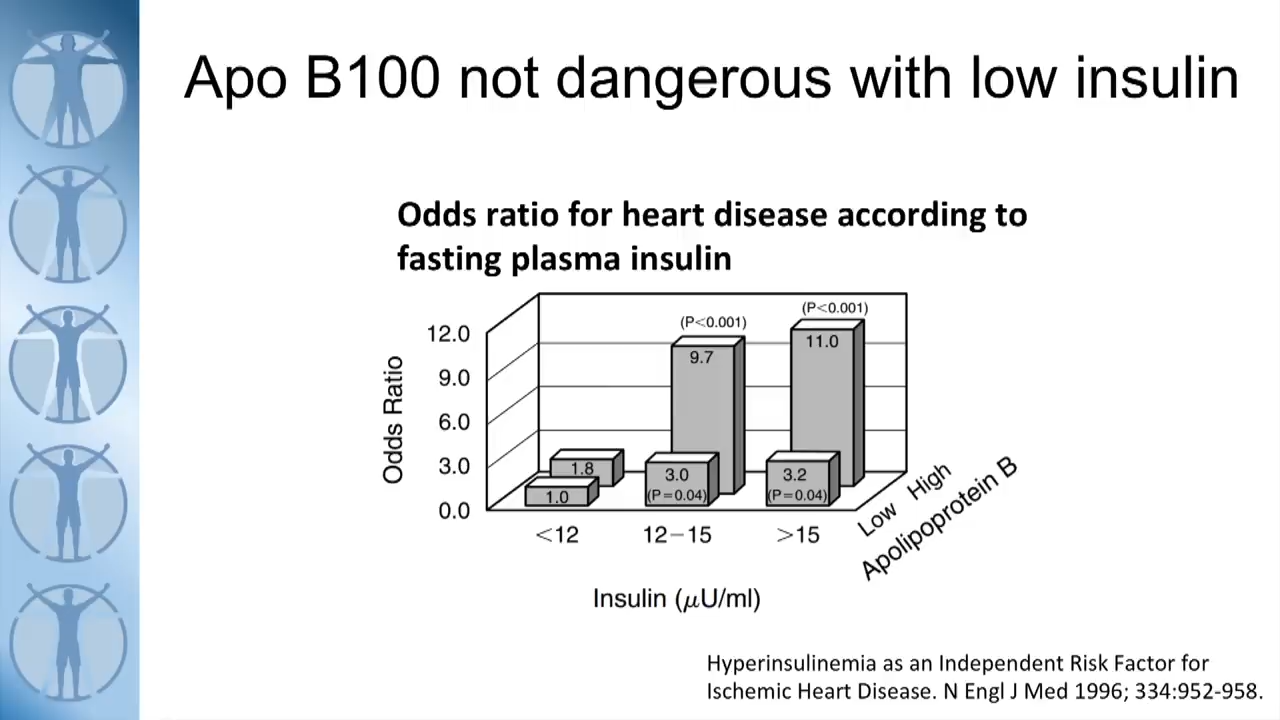 Apo B100 not dangerous with low insulin
Odds ratio for heart disease according to
fasting plasma insulin
(P<0.001)
(P<0.001)
12.0
9.7
11.0
9.0
6.0
3.0
0.0
Odds Ratio
1.8
1.0
3.0
(P=0.04)
3.2
(P=0.04)
<12
12–15
>15
Low
High
Apolipoprotein B
Insulin (μU/ml)
Hyperinsulinemia as an Independent Risk Factor for
Ischemic Heart Disease. N Engl J Med 1996; 334:952-958.